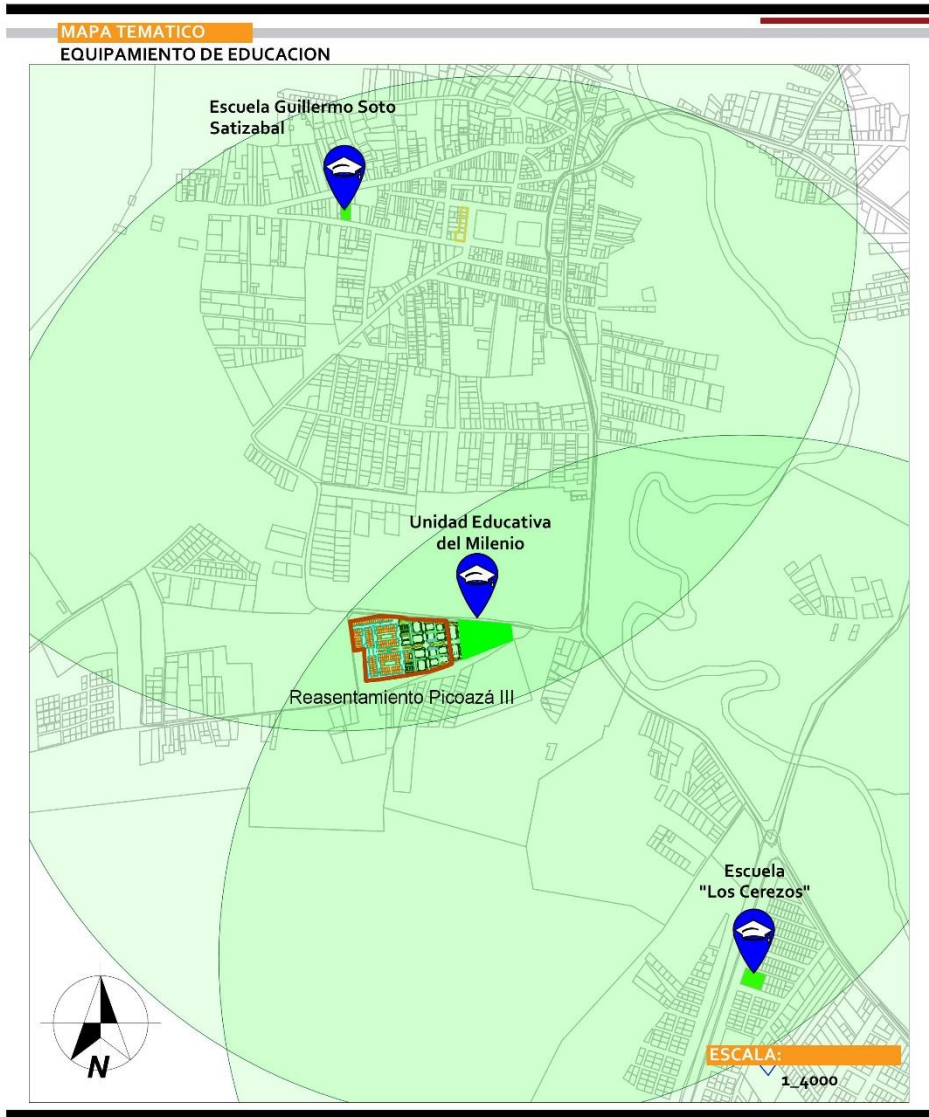 MAPA TEMATICO
EQUIPAMIENTO DE EDUCACION
Escuela Guillermo Soto
Satizabal
Unidad Educativa
del Milenio
Reasentamiento Picoazá III
Escuela
"Los Cerezos"
N
ESCALA:
1_4000